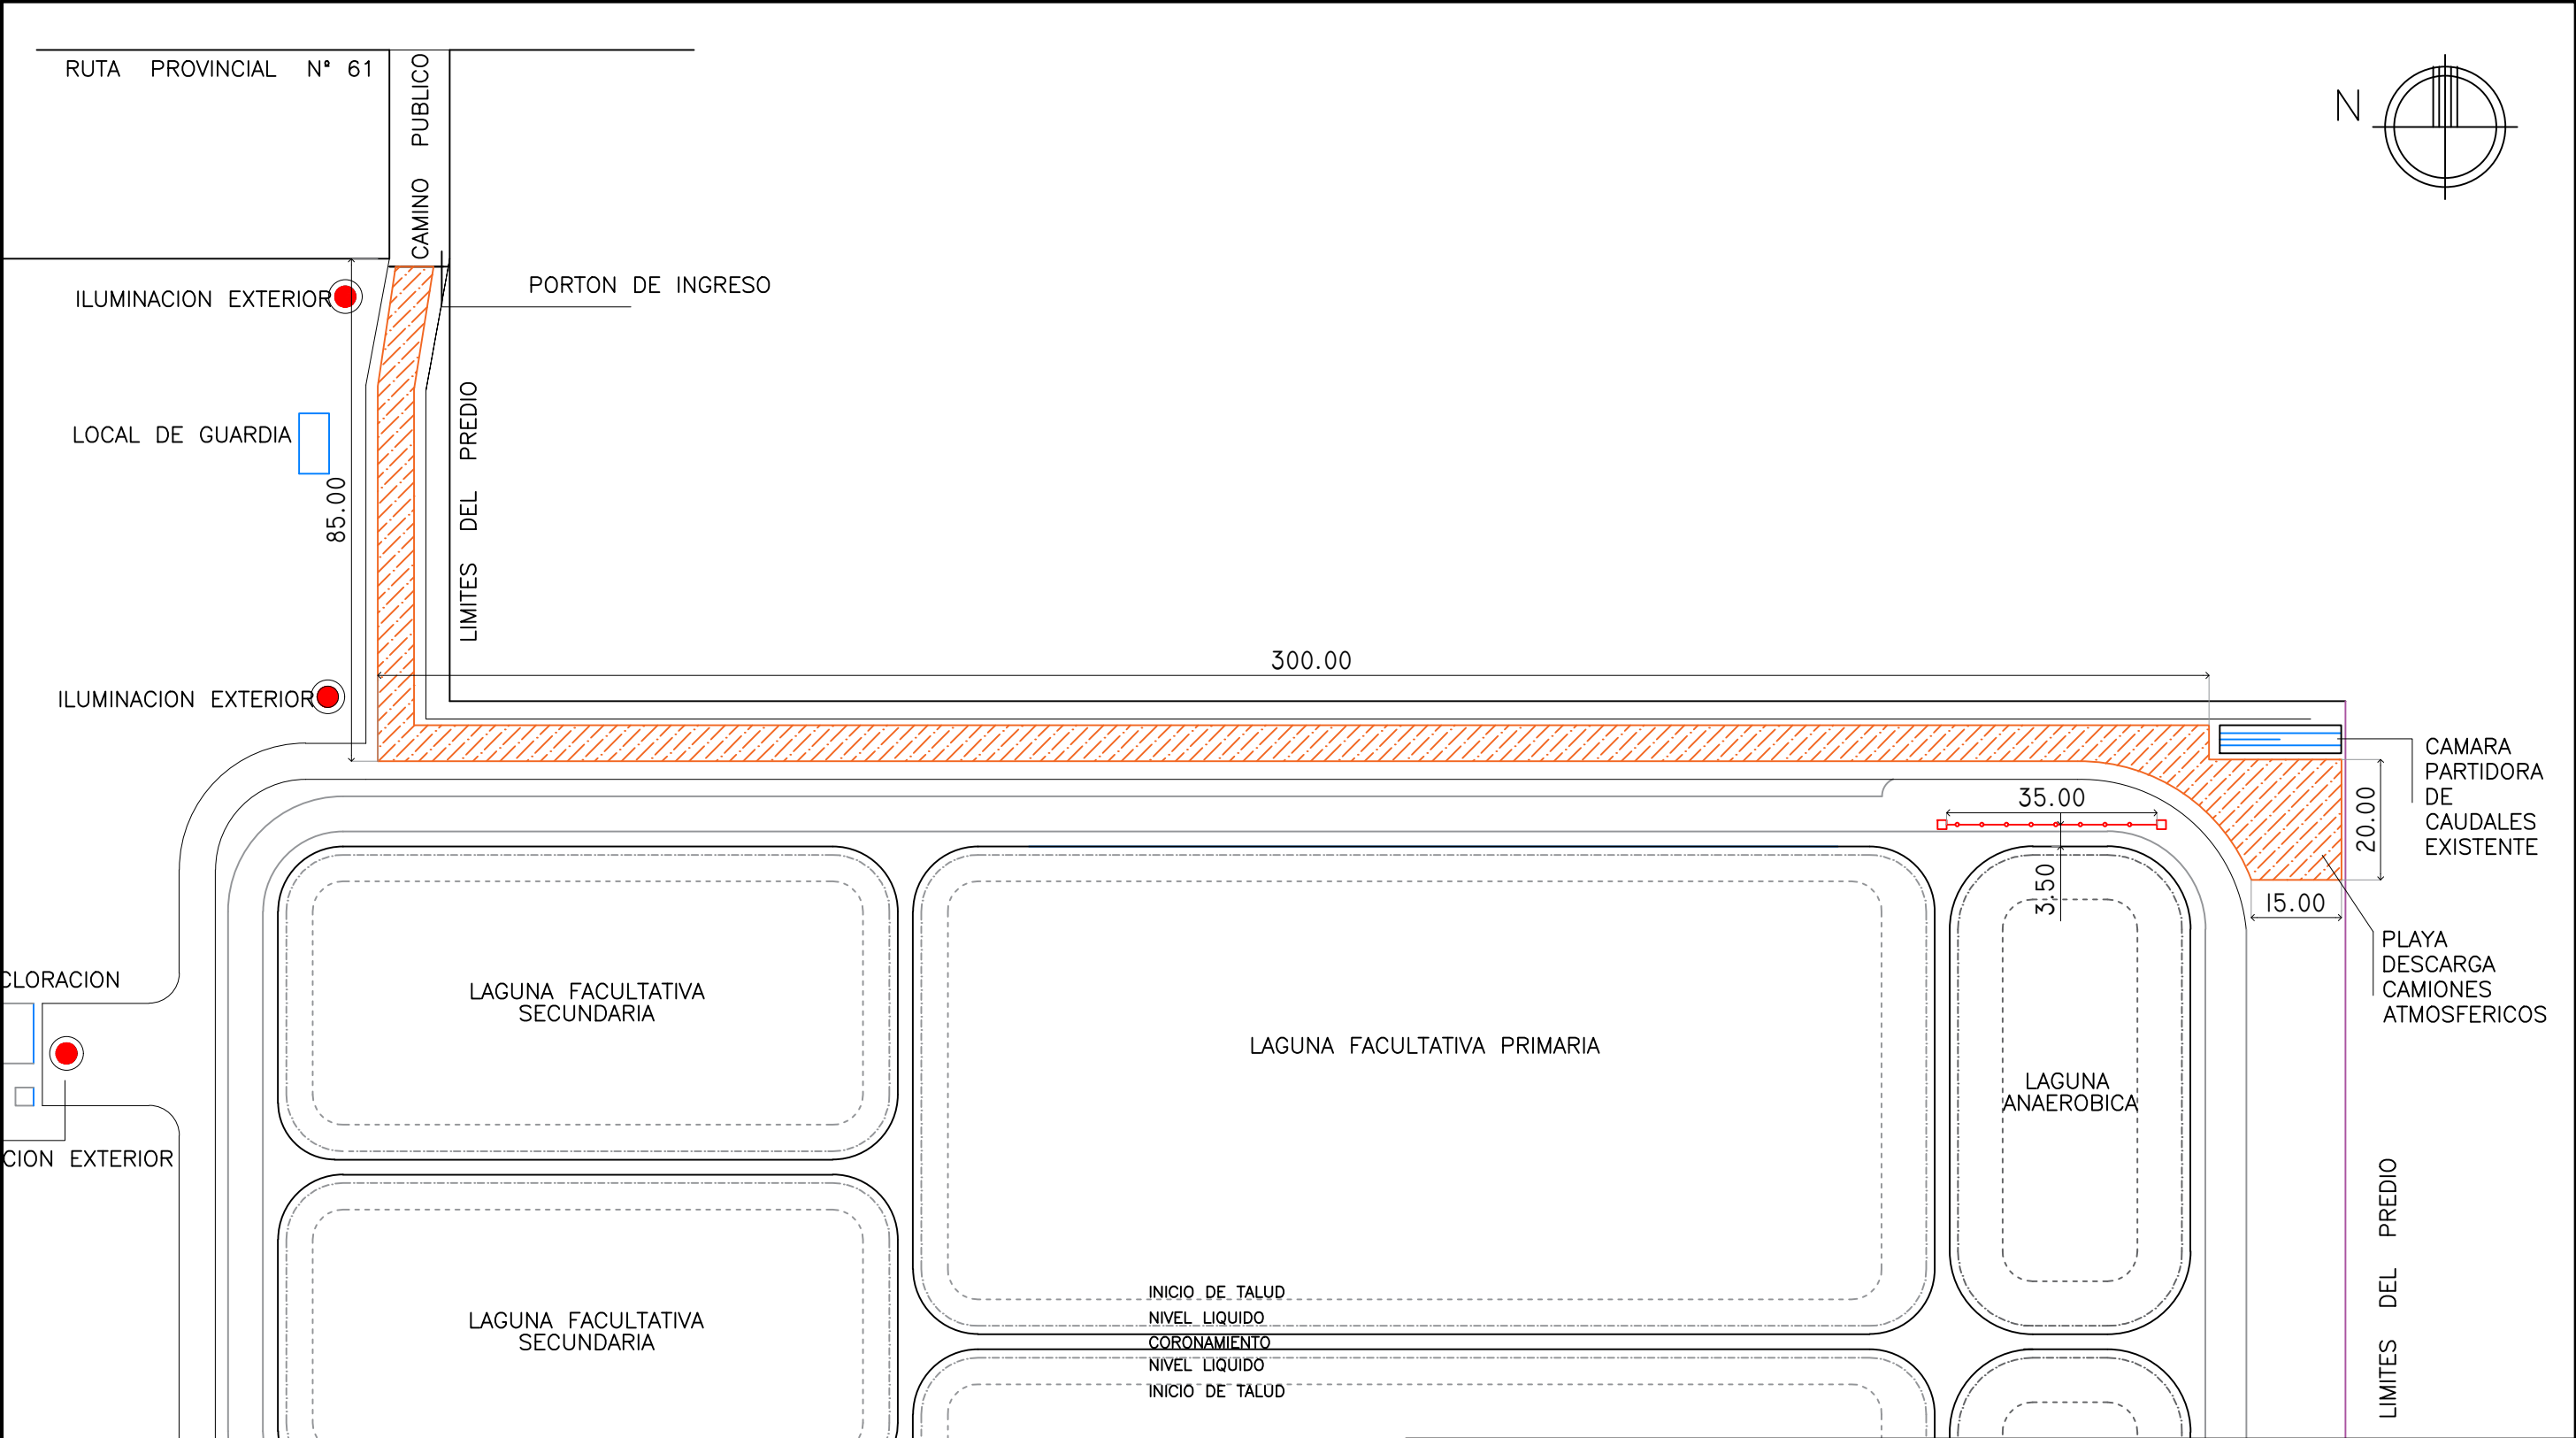 RUTA PROVINCIAL Nº 61
CAMINO PUBLICO
N
PORTON DE INGRESO
ILUMINACION EXTERIOR
LOCAL DE GUARDIA
85.00
LIMITES DEL PREDIO
300.00
ILUMINACION EXTERIOR
CAMARA
PARTIDORA
DE
CAUDALES
EXISTENTE
35.00
20.00
3.50
15.00
PLAYA
DESCARGA
CAMIONES
ATMOSFERICOS
CLORACION
LAGUNA FACULTATIVA
SECUNDARIA
LAGUNA FACULTATIVA PRIMARIA
LAGUNA
ANAEROBICA
CION EXTERIOR
LIMITES DEL PREDIO
INICIO DE TALUD
NIVEL LIQUIDO
CORONAMIENTO
NIVEL LIQUIDO
INICIO DE TALUD
LAGUNA FACULTATIVA
SECUNDARIA